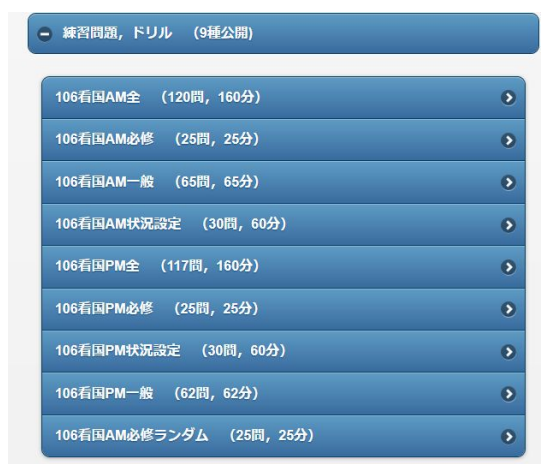 練習問題，ドリル　（9種公開）
106看国AM全　（120問，160分）
106看国AM必修　（25問，25分）
106看国AM一般　（65問，65分）
106看国AM状況設定　（30問，60分）
106看国PM全　（117問，160分）
106看国PM必修　（25問，25分）
106看国PM状況設定　（30問，60分）
106看国PM一般　（62問，62分）
106看国AM必修ランダム　（25問，25分）